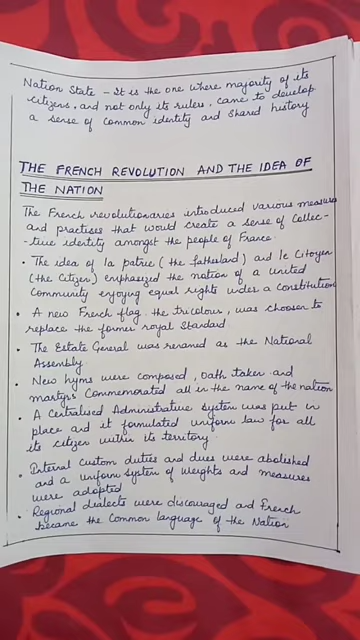 Nation State - It is the one where majority of its
citizens, and not only its rulers, came to develop
a sense of common identity and shared history
THE FRENCH REVOLUTION AND THE IDEA OF
THE NATION
The French revolutionaries introduced various measures
and practises that would create a sense of Collec-
-tive identity amongst the people of France.
• The idea of la patrie (the fatherland) and le Citoyen
(the Citizen) emphasized the notion of a united
Community enjoying equal rights under a constitution
• A new French flag, the tricolour, was choosen to
replace the former royal Standard.
• The Estate General was renamed as the National
Assembly.
• New hyms were composed, oath taken and
martyrs Commemorated all in the name of the nation
• A Centralised Administrative system was put in
place and it formulated uniform law for all
its citizen within its territory.
• Internal custom duties and dues were abolished
and a uniform system of weights and measures
were adopted
• Regional dialects were discouraged and French
became the Common language of the Nation